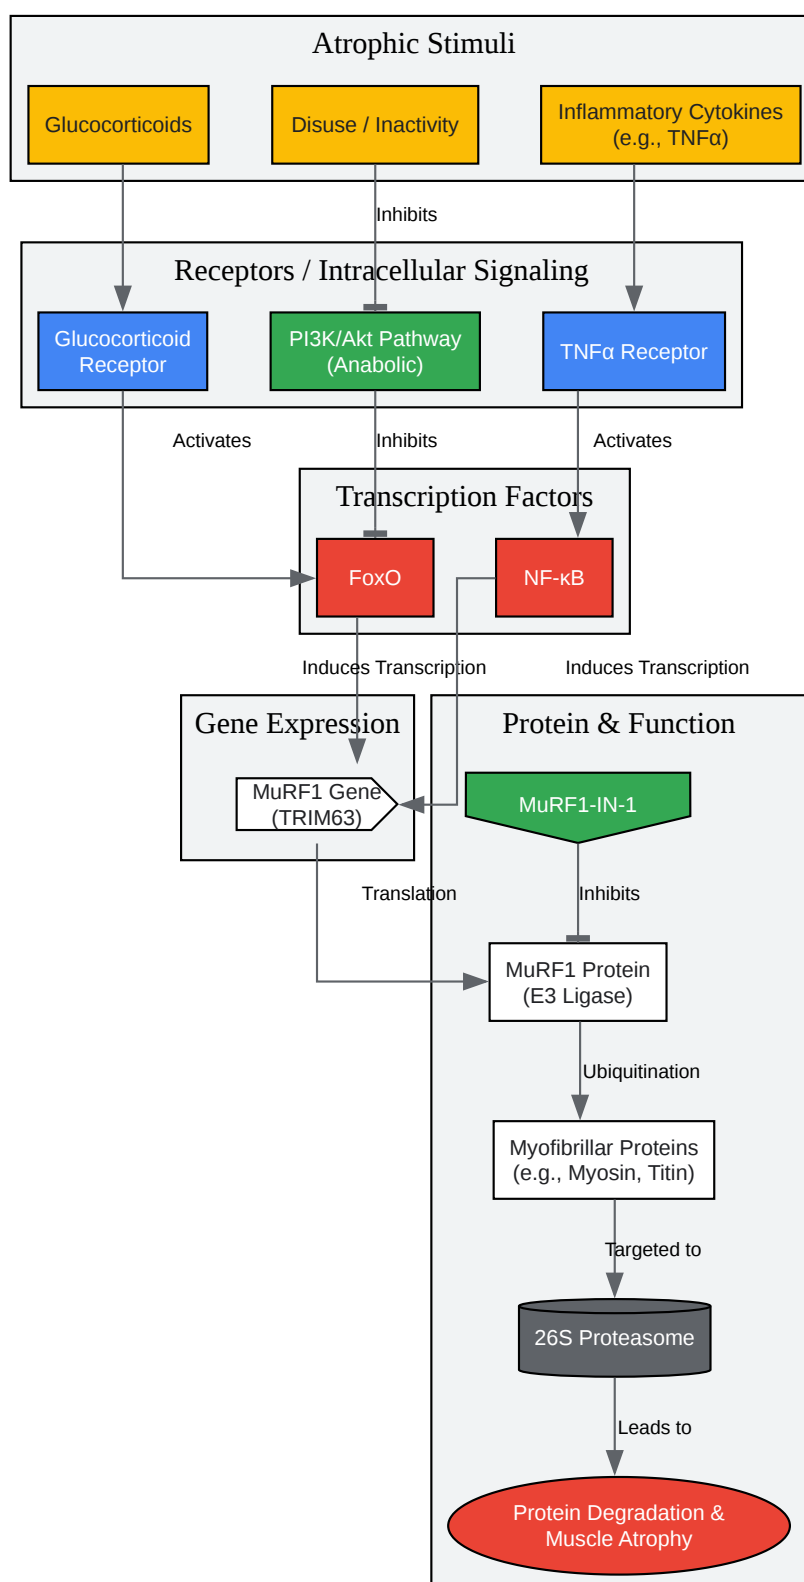 Atrophic Stimuli
Glucocorticoids
Disuse / Inactivity
Inflammatory Cytokines
(e.g., TNFα)
Inhibits
Receptors / Intracellular Signaling
Glucocorticoid
Receptor
PI3K/Akt Pathway
(Anabolic)
TNFα Receptor
Activates
Inhibits
Activates
Transcription Factors
FoxO
NF-κB
Induces Transcription
Induces Transcription
Gene Expression
Protein & Function
MuRF1 Gene
(TRIM63)
MuRF1-IN-1
Translation
Inhibits
MuRF1 Protein
(E3 Ligase)
Ubiquitination
Myofibrillar Proteins
(e.g., Myosin, Titin)
Targeted to
26S Proteasome
Leads to
Protein Degradation &
Muscle Atrophy